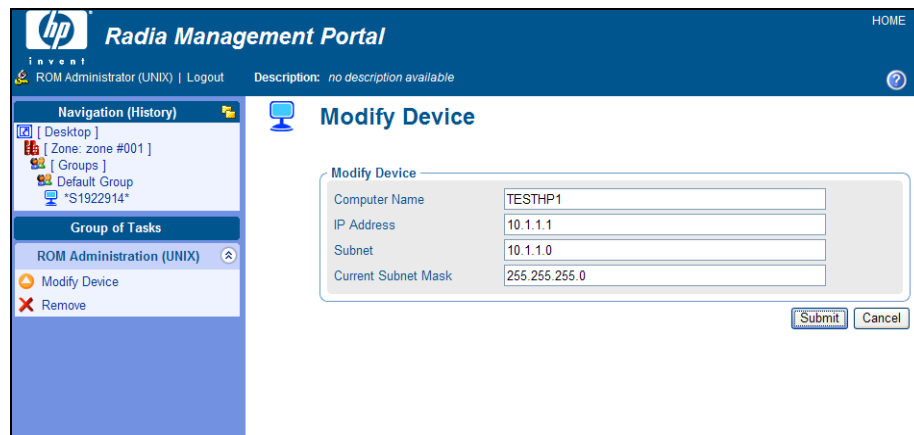 HOME
hp
invent
Radia Management Portal
ROM Administrator (UNIX) | Logout
Description: no description available
?
Navigation (History)
[ Desktop ]
[ Zone: zone #001 ]
[ Groups ]
Default Group
*S1922914*
Group of Tasks
ROM Administration (UNIX)
Modify Device
Remove
Modify Device
Modify Device
Computer Name TESTHP1
IP Address 10.1.1.1
Subnet 10.1.1.0
Current Subnet Mask 255.255.255.0
Submit Cancel